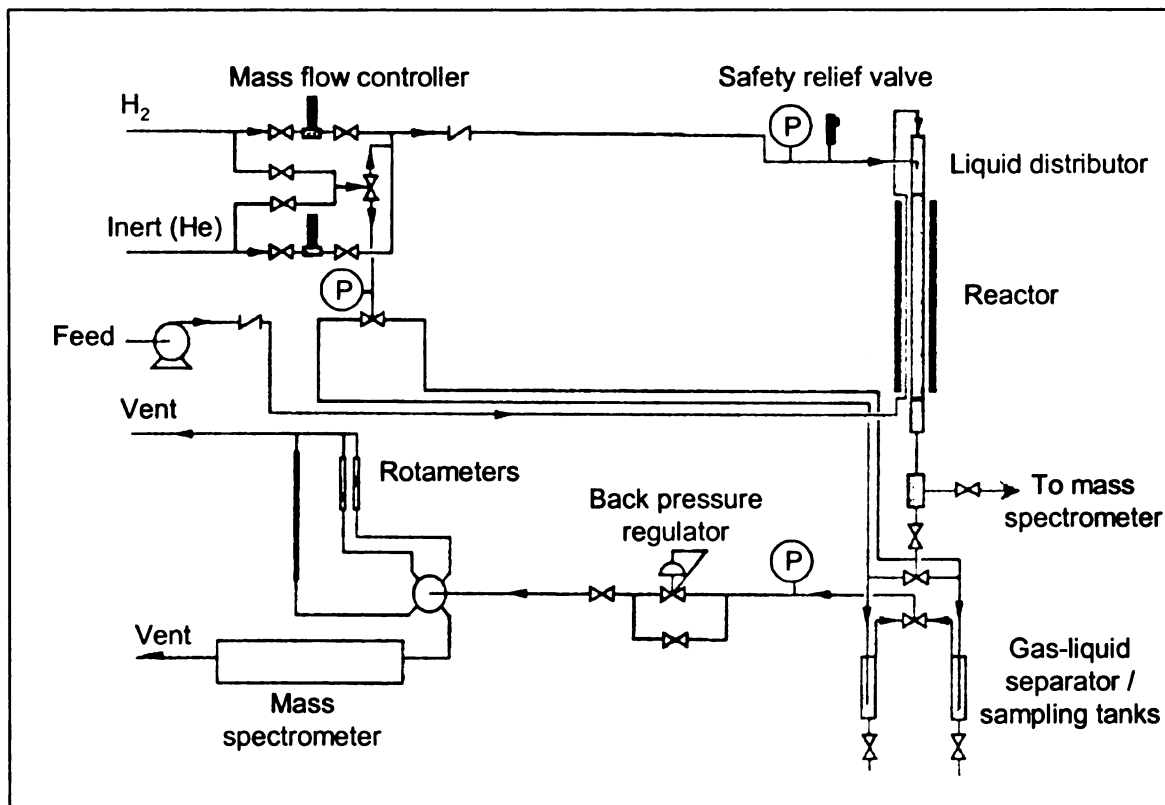 Mass flow controller
Safety relief valve
H2
P
Liquid distributor
Inert (He)
P
Reactor
Feed
Vent
Rotameters
Back pressure
regulator
To mass
spectrometer
P
Vent
Mass
spectrometer
Gas-liquid
separator /
sampling tanks